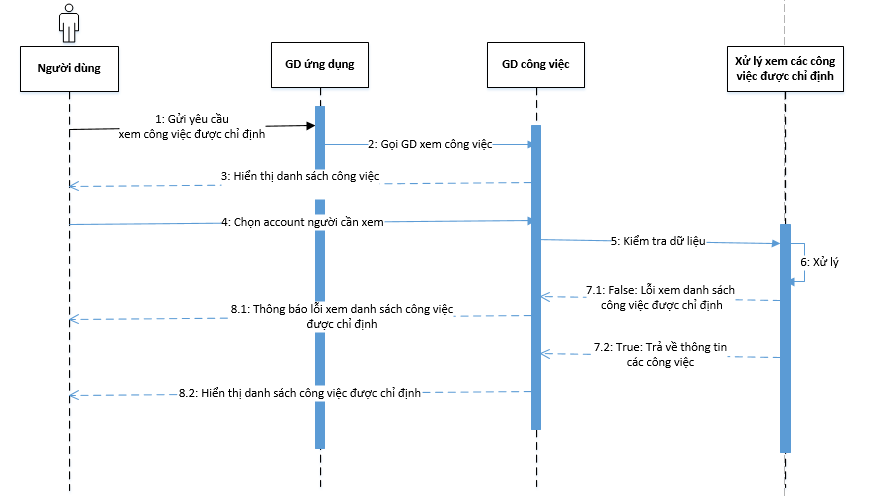 Người dùng
GD ứng dụng
GD công việc
Xử lý xem các công
việc được chỉ định
1: Gửi yêu cầu
xem công việc được chỉ định
2: Gọi GD xem công việc
3: Hiển thị danh sách công việc
4: Chọn account người cần xem
5: Kiểm tra dữ liệu
6: Xử lý
7.1: False: Lỗi xem danh sách
công việc được chỉ định
8.1: Thông báo lỗi xem danh sách công việc
được chỉ định
7.2: True: Trả về thông tin
các công việc
8.2: Hiển thị danh sách công việc được chỉ định